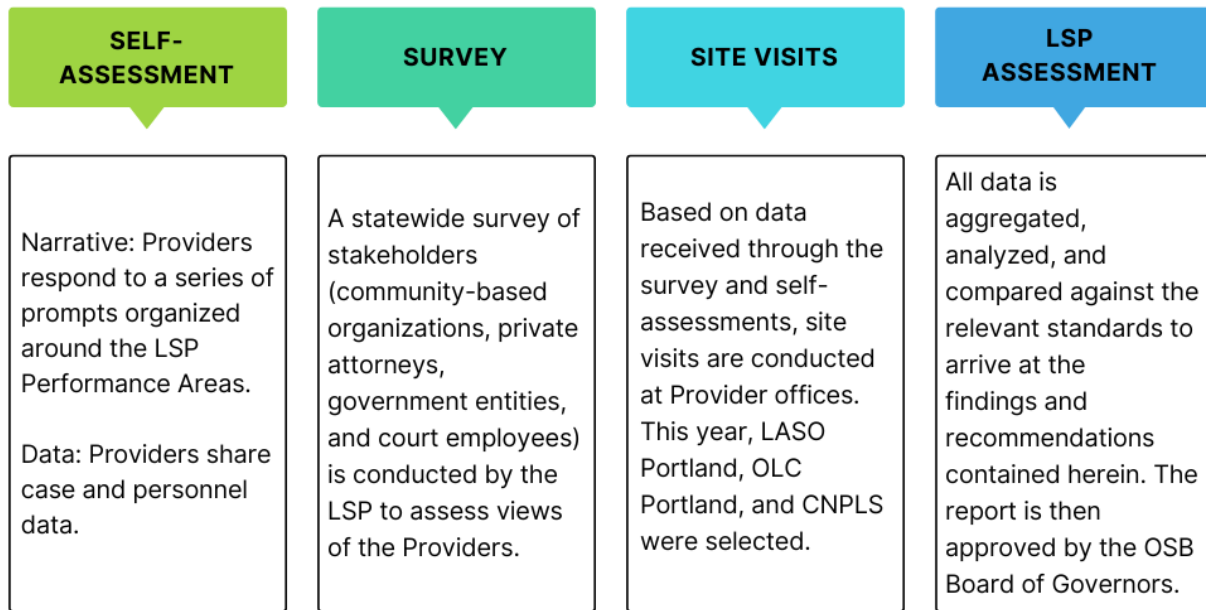 SELF-
ASSESSMENT
Narrative: Providers
respond to a series of
prompts organized
around the LSP
Performance Areas.
Data: Providers share
case and personnel
data.
SURVEY
A statewide survey of
stakeholders
(community-based
organizations, private
attorneys,
government entities,
and court employees)
is conducted by the
LSP to assess views
of the Providers.
SITE VISITS
Based on data
received through the
survey and self-
assessments, site
visits are conducted
at Provider offices.
This year, LASO
Portland, OLC
Portland, and CNPLS
were selected.
LSP
ASSESSMENT
All data is
aggregated,
analyzed, and
compared against the
relevant standards to
arrive at the
findings and
recommendations
contained herein. The
report is then
approved by the OSB
Board of Governors.